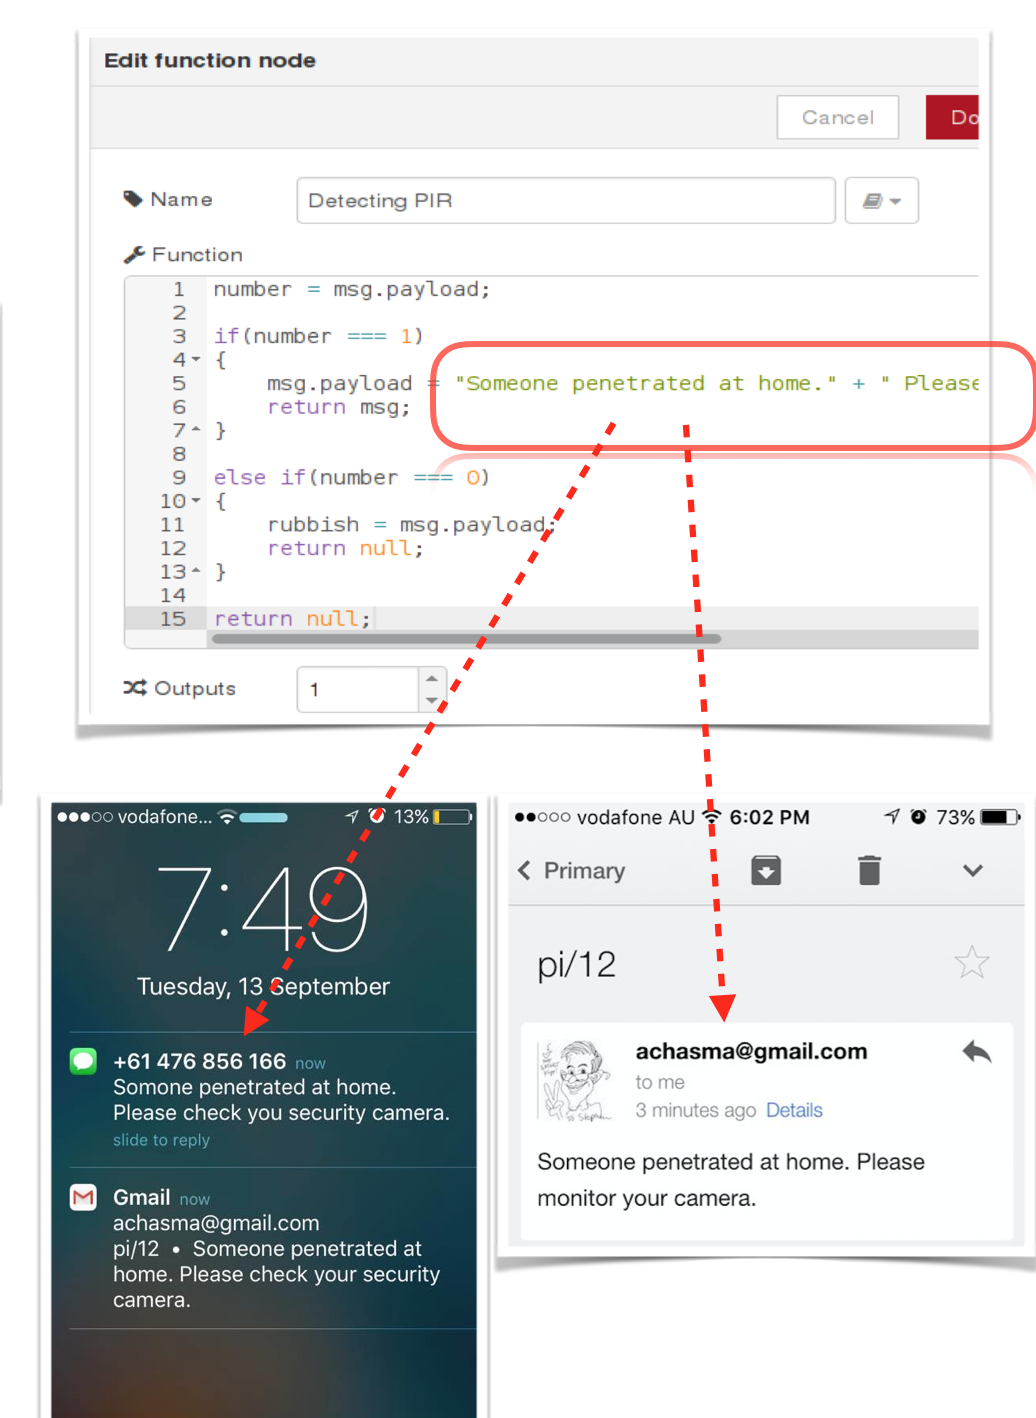 Edit function node
Cancel
Do
Name
Detecting PIR
Function
1 number = msg.payload;
2
3 if(number === 1)
4 {
5 msg.payload = "Someone penetrated at home." + " Please
6 return msg;
7 }
8
9 else if(number === 0)
10 {
11 rubbish = msg.payload;
12 return null;
13 }
14
15 return null;
Outputs
1
vodafone... 13%
7:49
Tuesday, 13 September
+61 476 856 166 now
Somone penetrated at home.
Please check you security camera.
slide to reply
Gmail now
achasma@gmail.com
pi/12 • Someone penetrated at
home. Please check your security
camera.
vodafone AU 6:02 PM 73%
Primary
pi/12
achasma@gmail.com
to me
3 minutes ago Details
Someone penetrated at home. Please
monitor your camera.